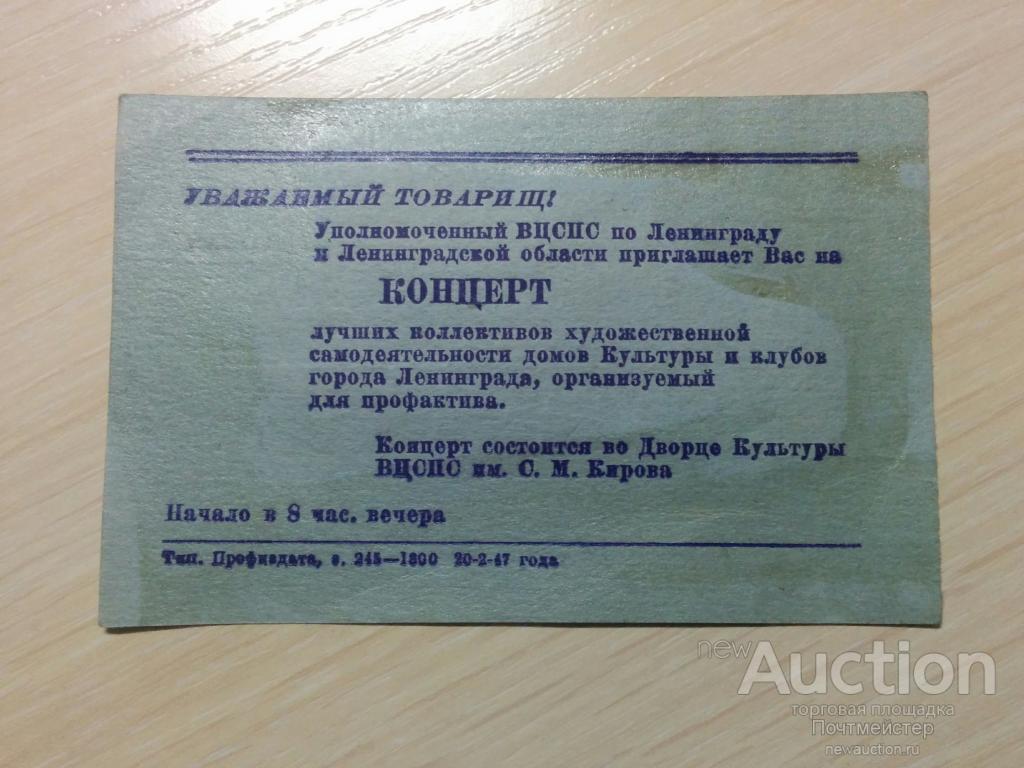 УВАЖАЕМЫЙ ТОВАРИЩ!
Уполномоченный ВЦСПС по Ленинграду
и Ленинградской области приглашает Вас на
КОНЦЕРТ
лучших коллективов художественной
самодеятельности домов Культуры и клубов
города Ленинграда, организуемый
для профактива.
Концерт состоится во Дворце Культуры
ВЦСПС им. С. М. Кирова
Начало в 8 час. вечера
Тип. Профиздата, з. 245—1800 20-2-47 года
newAuction
торговая площадка
Почтмейстер
newauction.ru